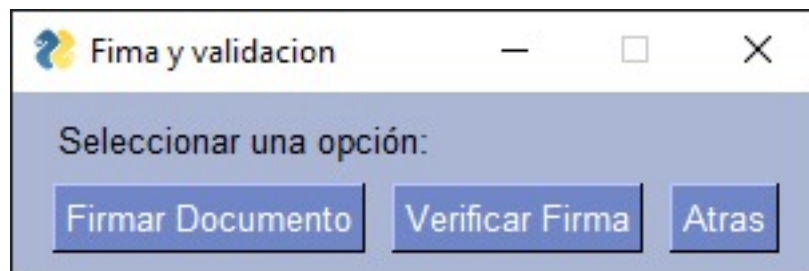 Fima y validacion
Seleccionar una opción:
Firmar Documento Verificar Firma Atras